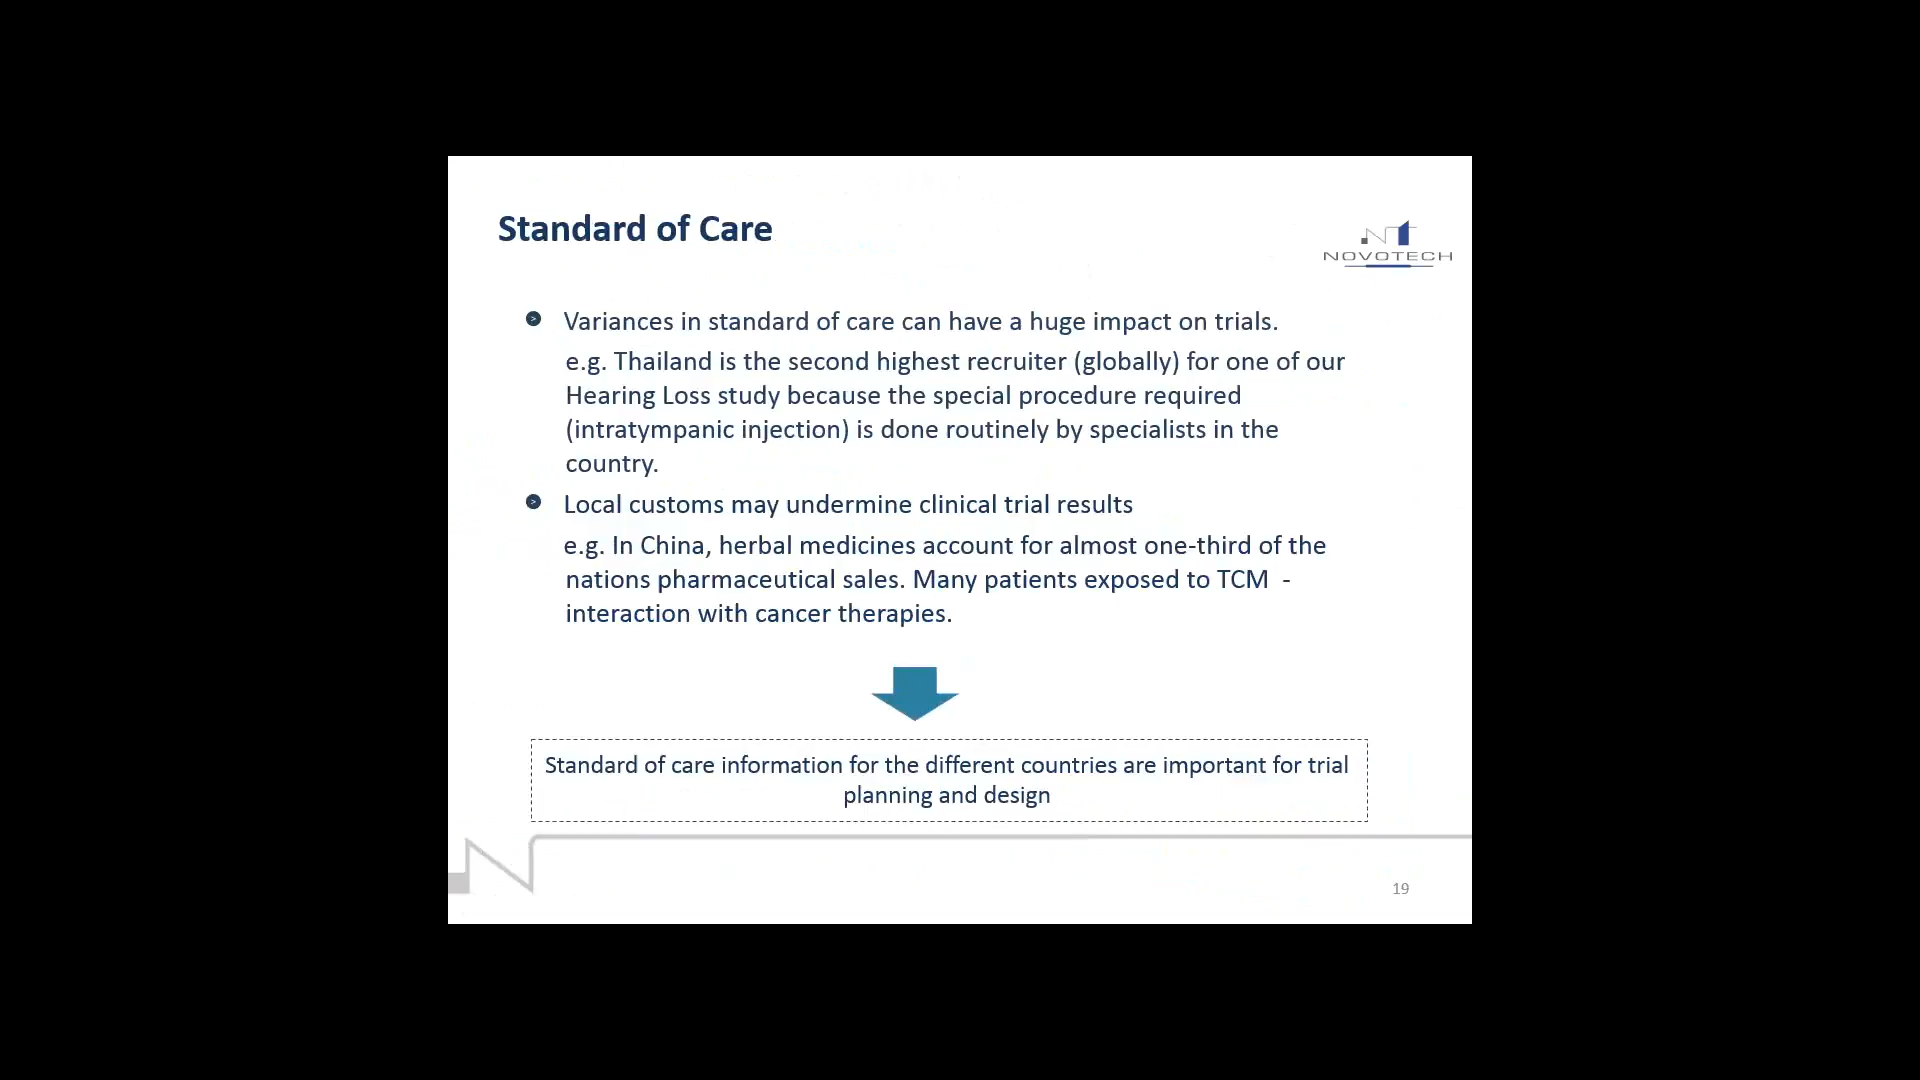 Standard of Care
NOVOTECH
Variances in standard of care can have a huge impact on trials.
e.g. Thailand is the second highest recruiter (globally) for one of our
Hearing Loss study because the special procedure required
(intratympanic injection) is done routinely by specialists in the
country.
Local customs may undermine clinical trial results
e.g. In China, herbal medicines account for almost one-third of the
nations pharmaceutical sales. Many patients exposed to TCM -
interaction with cancer therapies.
Standard of care information for the different countries are important for trial
planning and design
19